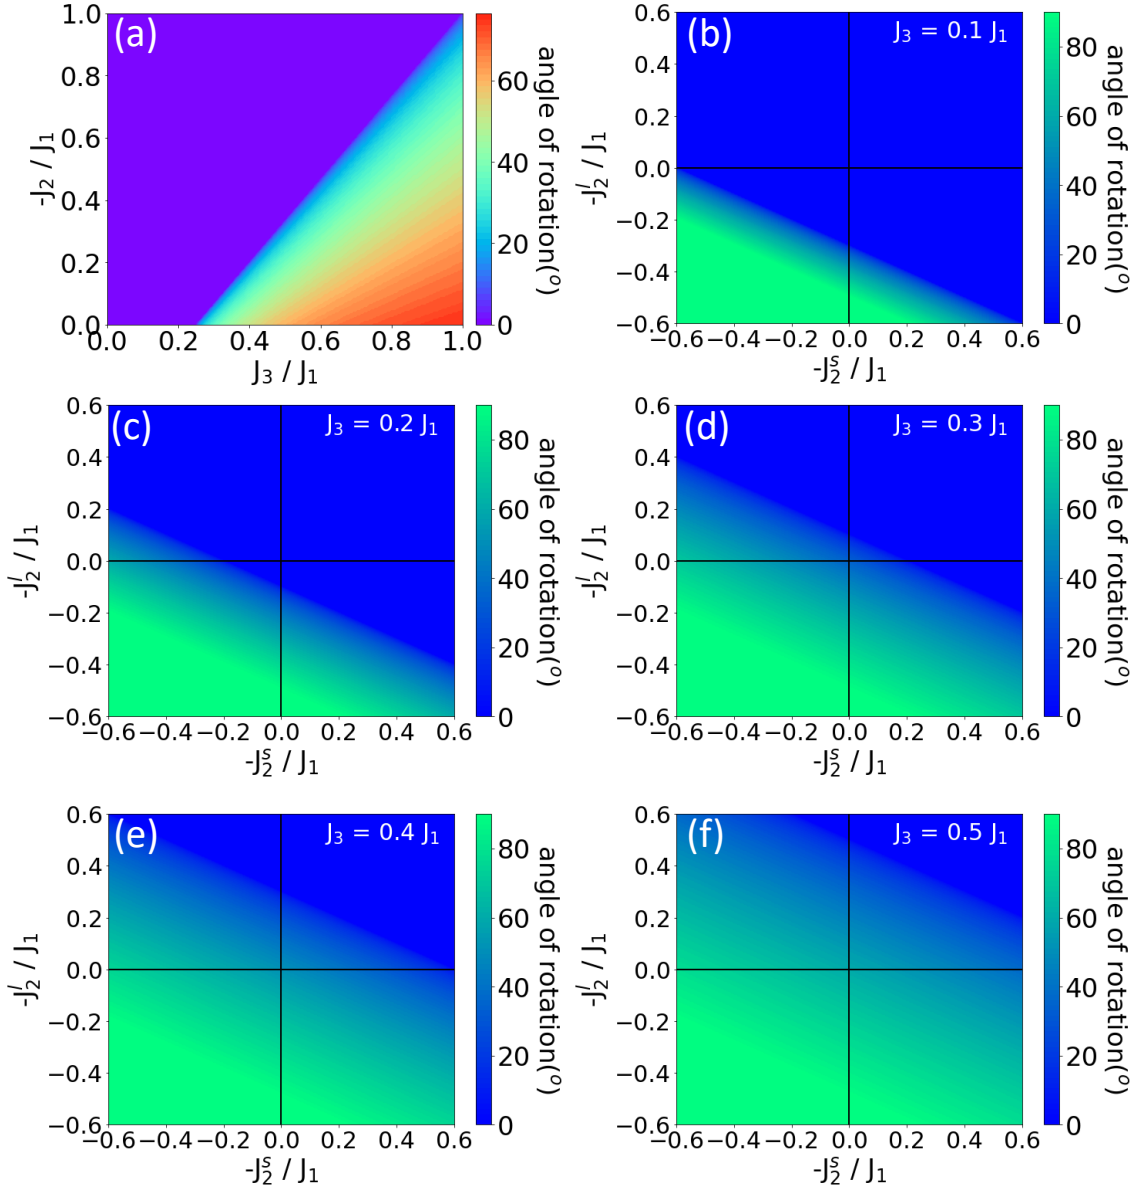 (a)
1.0
0.8
0.6
0.4
0.2
0.0
-J₂ / J₁
0.0 0.2 0.4 0.6 0.8 1.0
J₃ / J₁
60
40
20
0
angle of rotation(°)
(b)
J₃ = 0.1 J₁
0.6
0.4
0.2
0.0
−0.2
−0.4
−0.6
-J₂ˡ / J₁
−0.6 −0.4 −0.2 0.0 0.2 0.4 0.6
-J₂ˢ / J₁
80
60
40
20
0
angle of rotation(°)
(c)
J₃ = 0.2 J₁
0.6
0.4
0.2
0.0
−0.2
−0.4
−0.6
-J₂ˡ / J₁
−0.6 −0.4 −0.2 0.0 0.2 0.4 0.6
-J₂ˢ / J₁
80
60
40
20
0
angle of rotation(°)
(d)
J₃ = 0.3 J₁
0.6
0.4
0.2
0.0
−0.2
−0.4
−0.6
-J₂ˡ / J₁
−0.6 −0.4 −0.2 0.0 0.2 0.4 0.6
-J₂ˢ / J₁
80
60
40
20
0
angle of rotation(°)
(e)
J₃ = 0.4 J₁
0.6
0.4
0.2
0.0
−0.2
−0.4
−0.6
-J₂ˡ / J₁
−0.6 −0.4 −0.2 0.0 0.2 0.4 0.6
-J₂ˢ / J₁
80
60
40
20
0
angle of rotation(°)
(f)
J₃ = 0.5 J₁
0.6
0.4
0.2
0.0
−0.2
−0.4
−0.6
-J₂ˡ / J₁
−0.6 −0.4 −0.2 0.0 0.2 0.4 0.6
-J₂ˢ / J₁
80
60
40
20
0
angle of rotation(°)